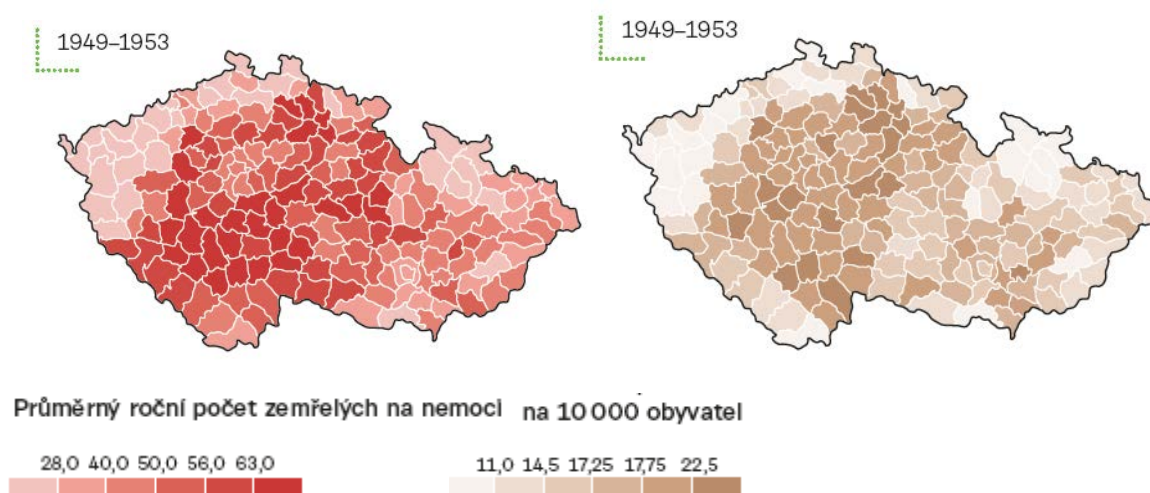 1949–1953
1949–1953
Průměrný roční počet zemřelých na nemoci na 10 000 obyvatel
28,0 40,0 50,0 56,0 63,0
11,0 14,5 17,25 17,75 22,5